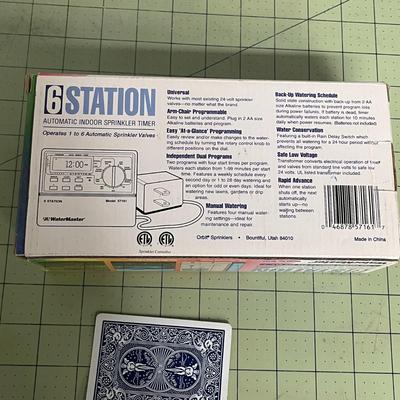 6STATION
AUTOMATIC INDOOR SPRINKLER TIMER
Operates 1 to 6 Automatic Sprinkler Valves
12:00
6 STATION
Model 57161
WaterMaster
Universal
Works with most existing 24-volt sprinkler
valves—no matter what the brand.
Arm-Chair Programmable
Easy to sell and understand. Plug in 2 AA size
Alkaline batteries and program.
Easy "At-a-Glance" Programming
Easily review and/or make changes to the water-
ing schedule by turning the rotary control knob to
different positions on the dial.
Independent Dual Programs
Two programs with four start times per program.
Waters each station from 1-99 minutes per start
time. Features a weekly schedule every
second day or 1 to 28 day watering and
an option for odd or even days. Ideal for
watering new lawns, gardens or drip
areas.
Manual Watering
Features four manual water-
ing settings—ideal for
maintenance and repair
ETL
ETL
Sprinkler Controller
Orbit® Sprinklers • Bountiful, Utah 84010
Back-Up Watering Schedule
Solid state construction with back-up from 2 AA
size Alkaline batteries. If battery is dead
during power failure, automatic default timer
automatically waters each station for 10 minutes
daily when power resumes. (Batteries not included).
Water Conservation
Featuring a built-in Rain Delay Switch which
prevents all watering for a 24 hour period without
affecting the program.
Safe Low Voltage
Transformer converts electrical operation of timer
and valves from standard line volts to safe low
24 volts. UL listed transformer included.
Rapid Advance
When one station
shuts off, the
next automatically
starts up—no
waiting between
stations.
0 46878 57161 7
Made in China